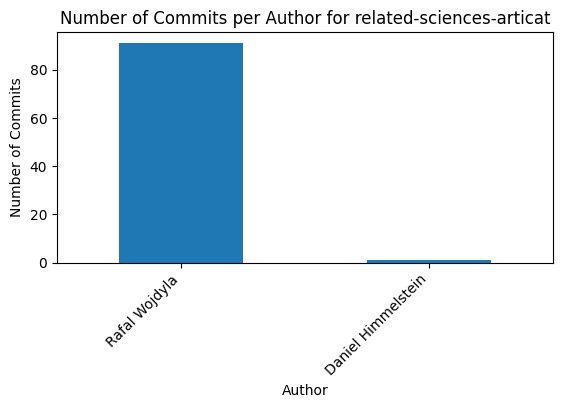 Number of Commits per Author for related-sciences-articat
Number of Commits
80
60
40
20
0
Rafal Wojdyla
Daniel Himmelstein
Author